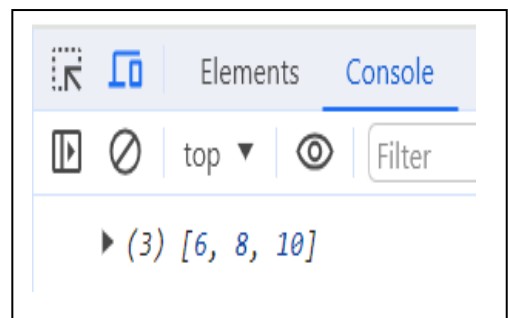 Elements Console
top Filter
(3) [6, 8, 10]